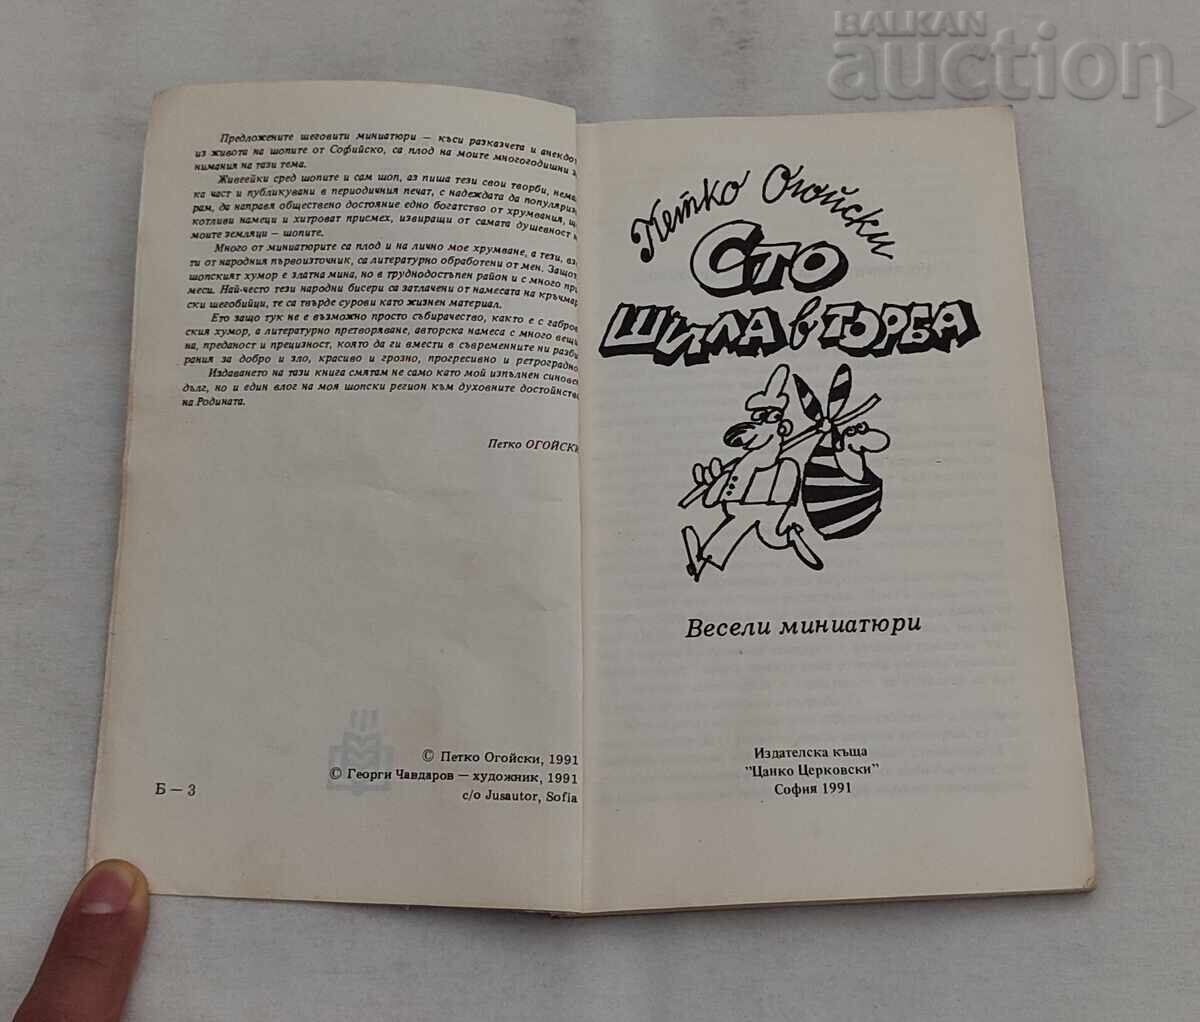 BALKAN
auction
Предложените шеговити миниатюри — къси разказчета и анекдот
из живота на шопите от Софийско, са плод на моите многогодишни з
нимания на тази тема.
Живеейки сред шопите и сам шоп, аз пиша тези свои творби, нема
ка част и публикувани в периодичния печат, с надеждата да популяриз
рам, да направя обществено достояние едно богатство от хрумвания, щ
котливи намеци и хитроват присмех, извиращи от самата душевност н
моите земляци — шопите.
Много от миниатюрите са плод и на лично мое хрумване, а тези, вз
ти от народния първоизточник, са литературно обработени от мен. Защот
шопският хумор е златна мина, но в труднодостъпен район и с много при
меси. Най-често тези народни бисери са затлачени от намесата на кръчмар
ски шегобийци, те са твърде сурови като жизнен материал.
Ето защо тук не е възможно просто събирачество, както е с габров
ския хумор, а литературно претворяване, авторска намеса с много вещи
на, преданост и прецизност, която да ги вмести в съвременните ни разби
рания за добро и зло, красиво и грозно, прогресивно и ретроградно
Издаването на тази книга смятам не само като мой изпълнен синовен
дълг, но и един влог на моя шопски регион към духовните достойнств
на Родината.
Петко ОГОЙСКИ
© Петко Огойски, 1991
© Георги Чавдаров — художник, 1991
c/o Jusautor, Sofia
Б — 3
Петко Огойски
СТО
ШИЛА в ТОРБА
Весели миниатюри
Издателска къща
"Цанко Церковски"
София 1991